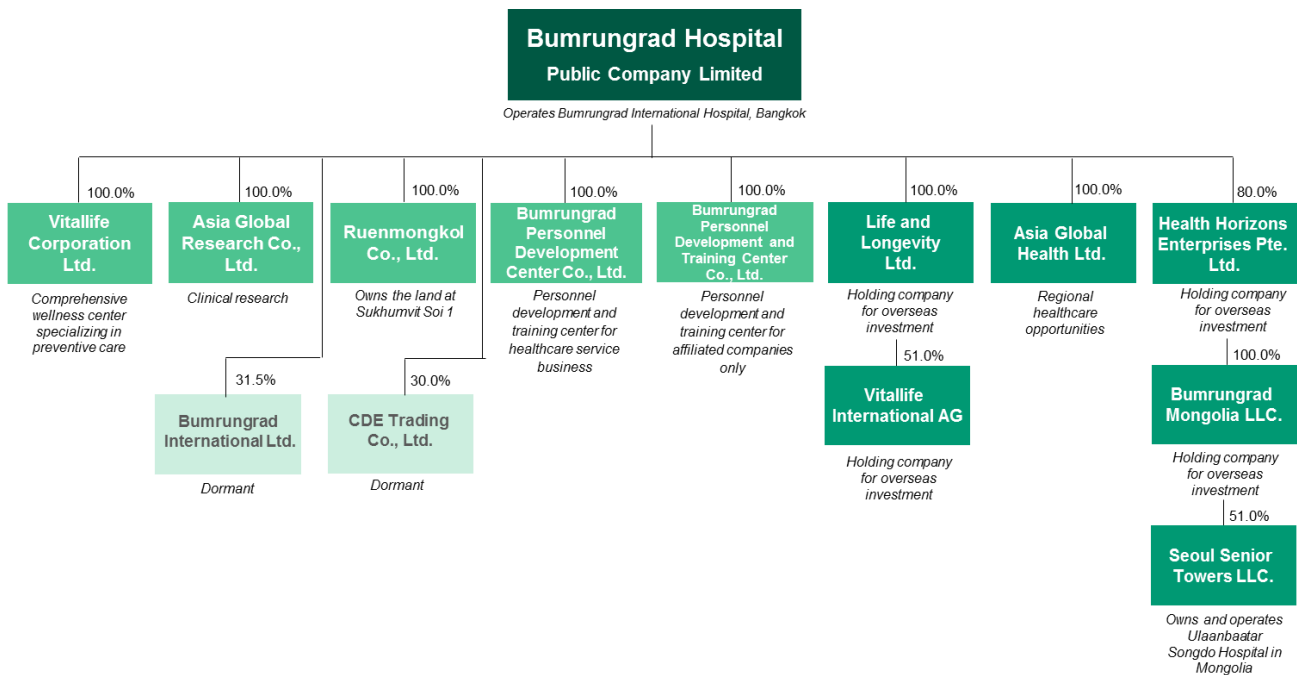 Bumrungrad Hospital
Public Company Limited
Operates Bumrungrad International Hospital, Bangkok
100.0%
Vitallife
Corporation
Ltd.
Comprehensive
wellness center
specializing in
preventive care
100.0%
Asia Global
Research Co.,
Ltd.
Clinical research
100.0%
Ruenmongkol
Co., Ltd.
Owns the land at
Sukhumvit Soi 1
100.0%
Bumrungrad
Personnel
Development
Center Co., Ltd.
Personnel
development and
training center for
healthcare service
business
100.0%
Bumrungrad
Personnel
Development and
Training Center
Co., Ltd.
Personnel
development and
training center for
affiliated companies
only
100.0%
Life and
Longevity
Ltd.
Holding company
for overseas
investment
100.0%
Asia Global
Health Ltd.
Regional
healthcare
opportunities
80.0%
Health Horizons
Enterprises Pte.
Ltd.
Holding company
for overseas
investment
31.5%
Bumrungrad
International Ltd.
Dormant
30.0%
CDE Trading
Co., Ltd.
Dormant
51.0%
Vitallife
International AG
Holding company
for overseas
investment
100.0%
Bumrungrad
Mongolia LLC.
Holding company
for overseas
investment
51.0%
Seoul Senior
Towers LLC.
Owns and operates
Ulaanbaatar
Songdo Hospital in
Mongolia